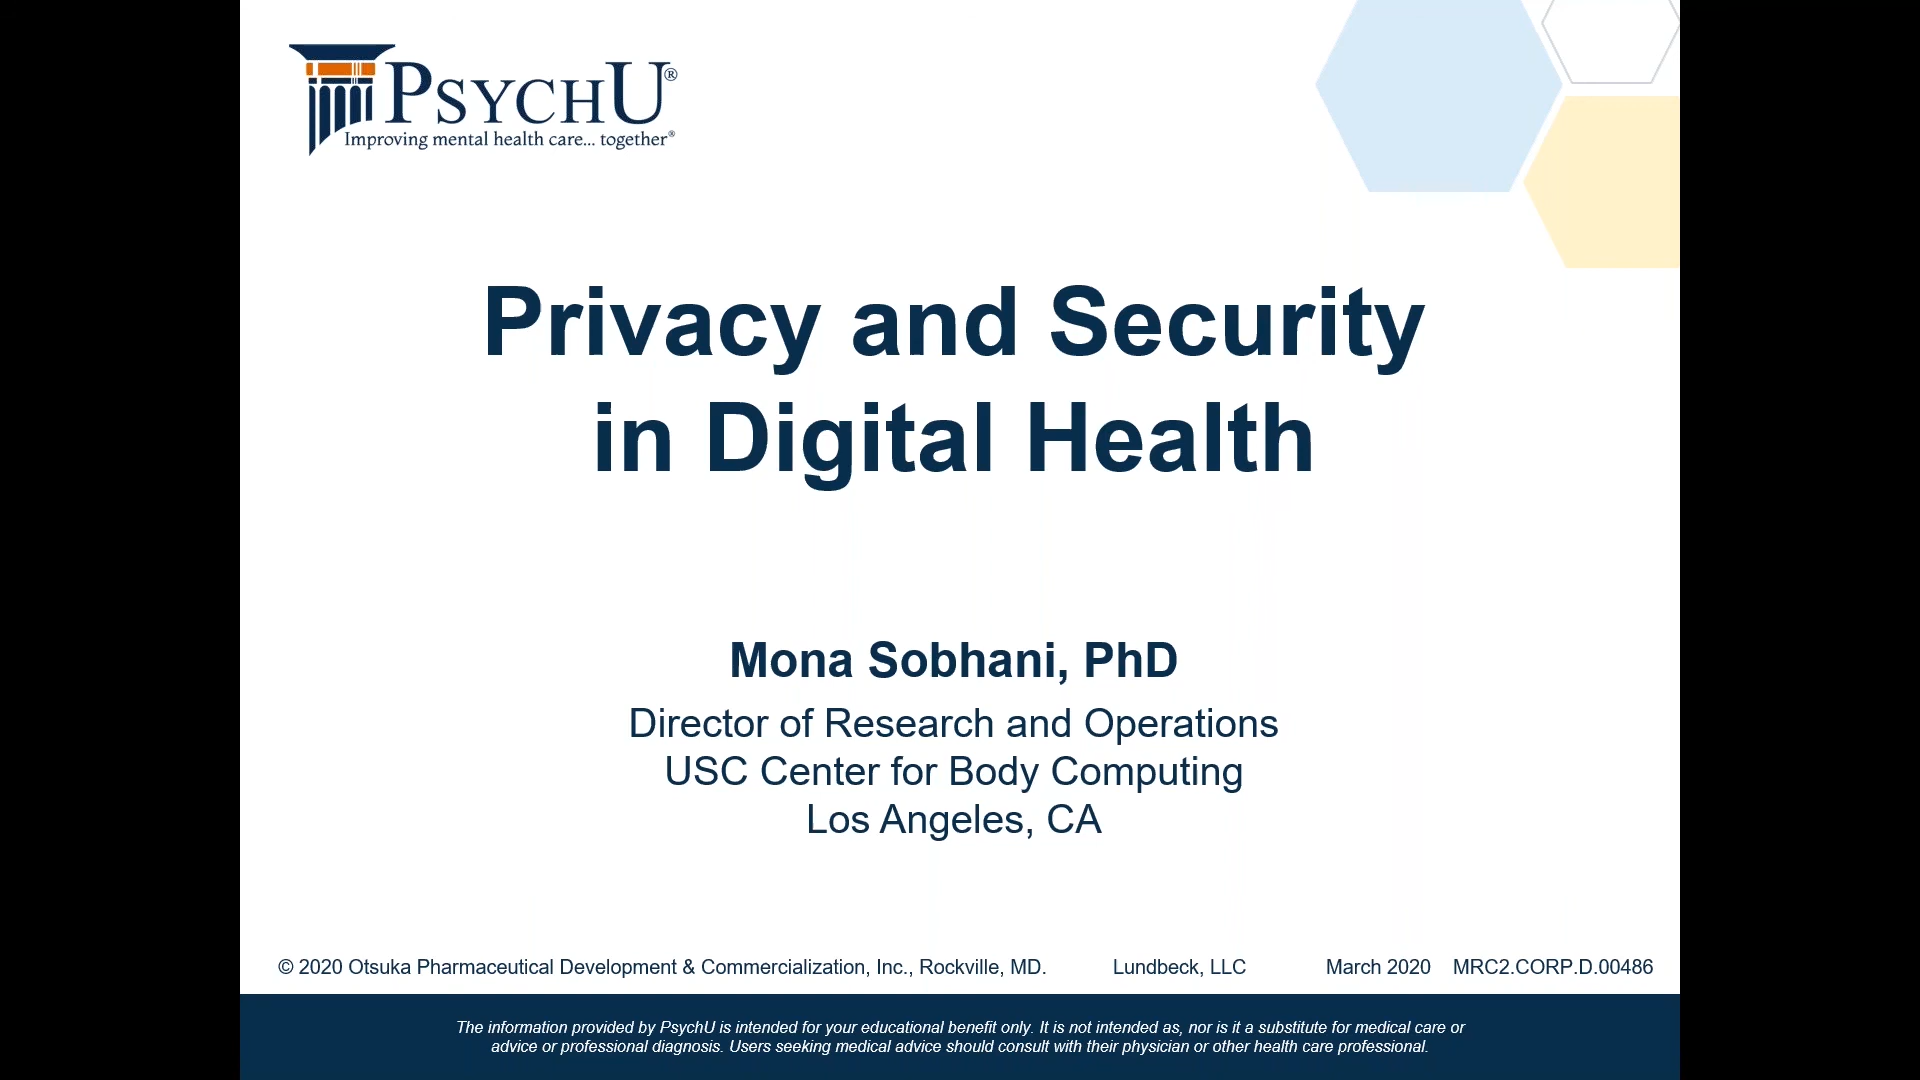 PSYCHU®
Improving mental health care... together®
Privacy and Security
in Digital Health
Mona Sobhani, PhD
Director of Research and Operations
USC Center for Body Computing
Los Angeles, CA
© 2020 Otsuka Pharmaceutical Development & Commercialization, Inc., Rockville, MD. Lundbeck, LLC March 2020 MRC2.CORP.D.00486
The information provided by PsychU is intended for your educational benefit only. It is not intended as, nor is it a substitute for medical care or
advice or professional diagnosis. Users seeking medical advice should consult with their physician or other health care professional.